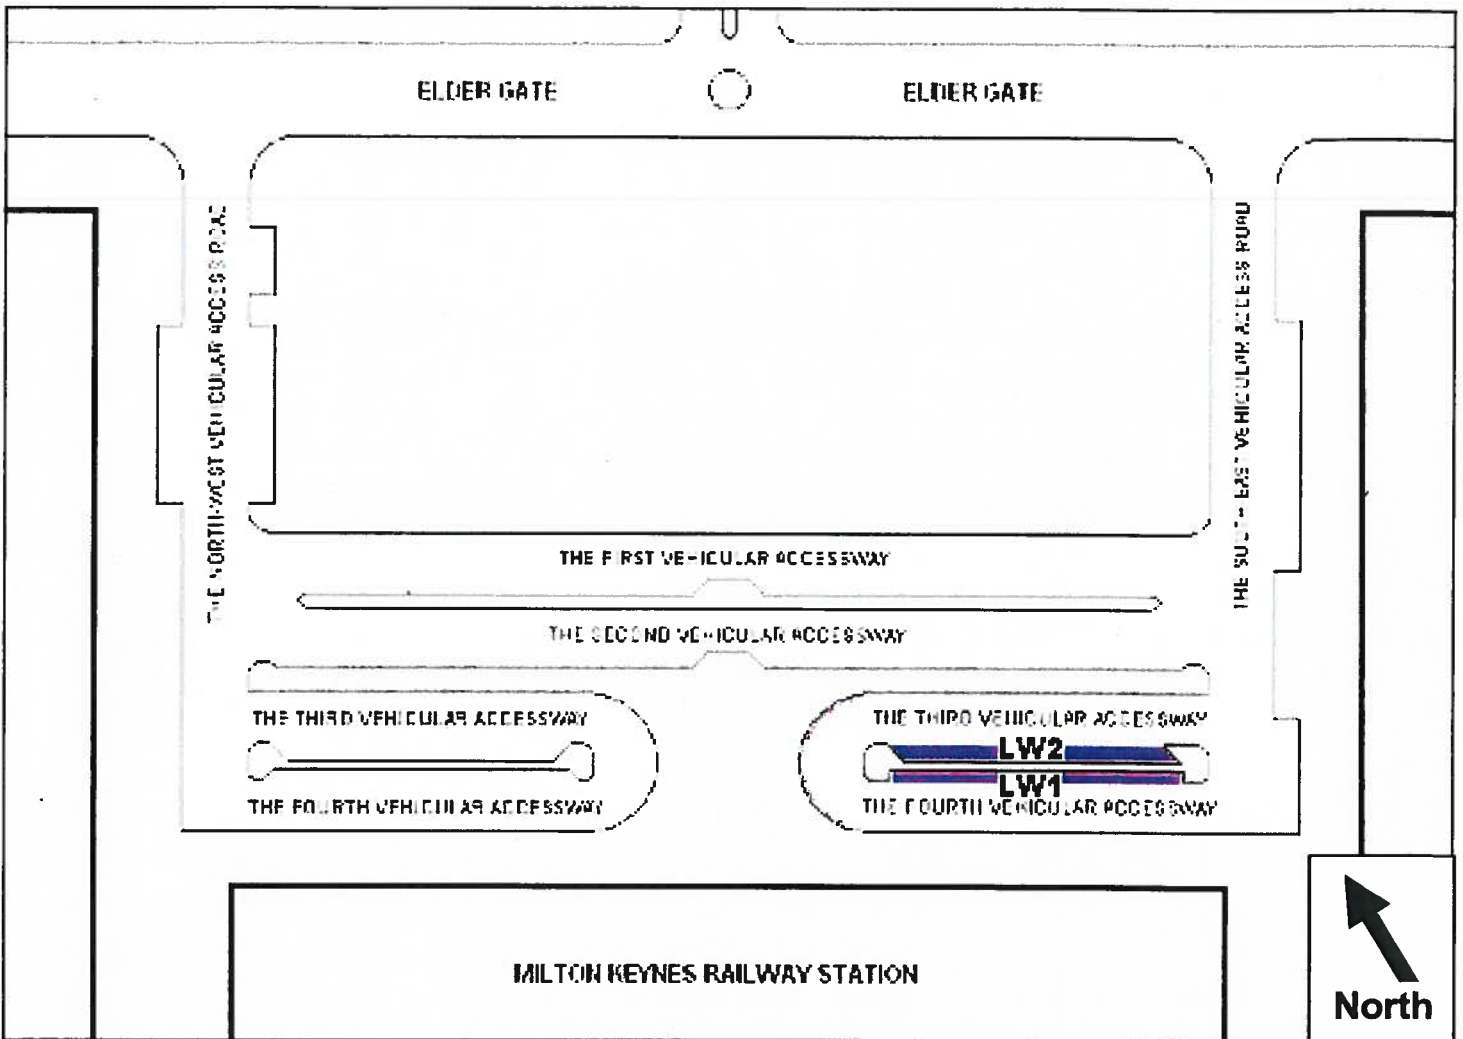 ELDER GATE
ELDER GATE
THE NORTH-WEST VEHICULAR ACCESS ROAD
THE SOUTH EAST VEHICULAR ACCESS ROAD
THE FIRST VEHICULAR ACCESSWAY
THE SECOND VEHICULAR ACCESSWAY
THE THIRD VEHICULAR ACCESSWAY
THE THIRD VEHICULAR ACCESSWAY
LW2
LW1
THE FOURTH VEHICULAR ACCESSWAY
THE FOURTH VEHICULAR ACCESSWAY
MILTON KEYNES RAILWAY STATION
North